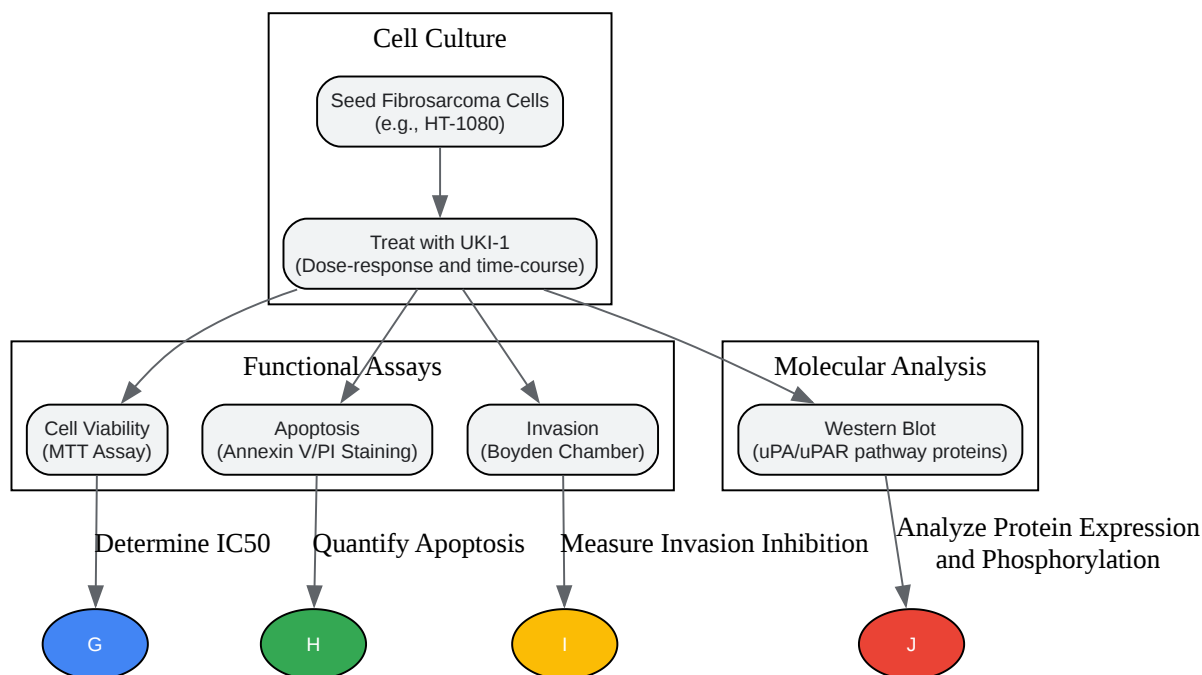 Cell Culture
Seed Fibrosarcoma Cells
(e.g., HT-1080)
Treat with UKI-1
(Dose-response and time-course)
Functional Assays
Molecular Analysis
Cell Viability
(MTT Assay)
Apoptosis
(Annexin V/PI Staining)
Invasion
(Boyden Chamber)
Western Blot
(uPA/uPAR pathway proteins)
Determine IC50
Quantify Apoptosis
Measure Invasion Inhibition
Analyze Protein Expression
and Phosphorylation
G
H
I
J